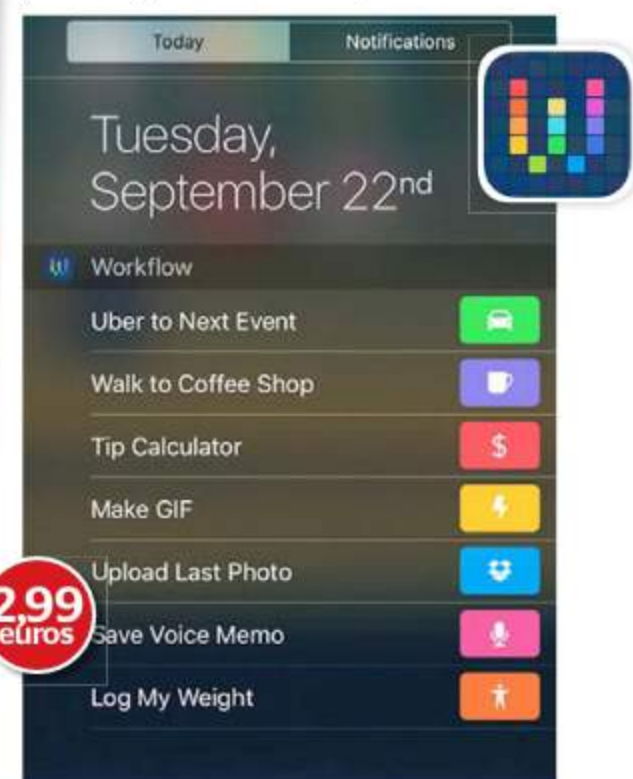 Today
Notifications
Tuesday,
September 22nd
Workflow
Uber to Next Event
Walk to Coffee Shop
Tip Calculator
$
Make GIF
Upload Last Photo
2,99
euros
Save Voice Memo
Log My Weight